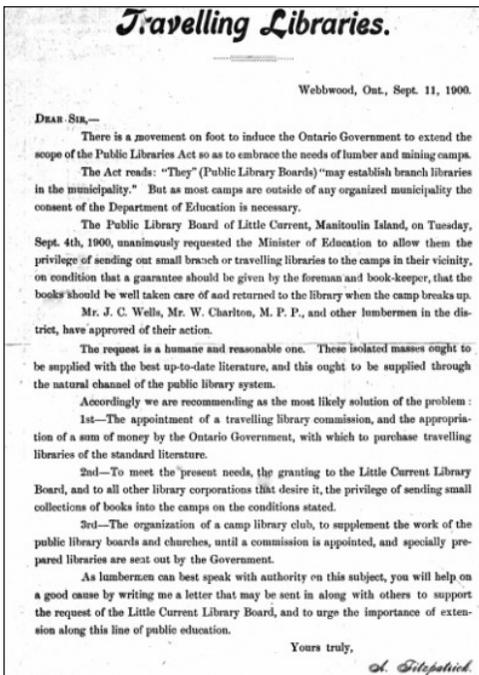 Travelling Libraries.
Webbwood, Ont., Sept. 11, 1900.
DEAR SIR,—
There is a movement on foot to induce the Ontario Government to extend the
scope of the Public Libraries Act so as to embrace the needs of lumber and mining camps.
The Act reads: "They" (Public Library Boards) "may establish branch libraries
in the municipality." But as most camps are outside of any organized municipality the
consent of the Department of Education is necessary.
The Public Library Board of Little Current, Manitoulin Island, on Tuesday,
Sept. 4th, 1900, unanimously requested the Minister of Education to allow them the
privilege of sending out small branch or travelling libraries to the camps in their vicinity,
on condition that a guarantee should be given by the foreman and book-keeper, that the
books should be well taken care of and returned to the library when the camp breaks up.
Mr. J. C. Wells, Mr. W. Charlton, M. P. P., and other lumbermen in the dis-
trict, have approved of their action.
The request is a humane and reasonable one. These isolated masses ought to
be supplied with the best up-to-date literature, and this ought to be supplied through
the natural channel of the public library system.
Accordingly we are recommending as the most likely solution of the problem :
1st—The appointment of a travelling library commission, and the appropria-
tion of a sum of money by the Ontario Government, with which to purchase travelling
libraries of the standard literature.
2nd—To meet the present needs, the granting to the Little Current Library
Board, and to all other library corporations that desire it, the privilege of sending small
collections of books into the camps on the conditions stated.
3rd—The organization of a camp library club, to supplement the work of the
public library boards and churches, until a commission is appointed, and specially pre-
pared libraries are sent out by the Government.
As lumbermen can best speak with authority on this subject, you will help on
a good cause by writing me a letter that may be sent in along with others to support
the request of the Little Current Library Board, and to urge the importance of exten-
sion along this line of public education.
Yours truly,
A. Fitzpatrick.